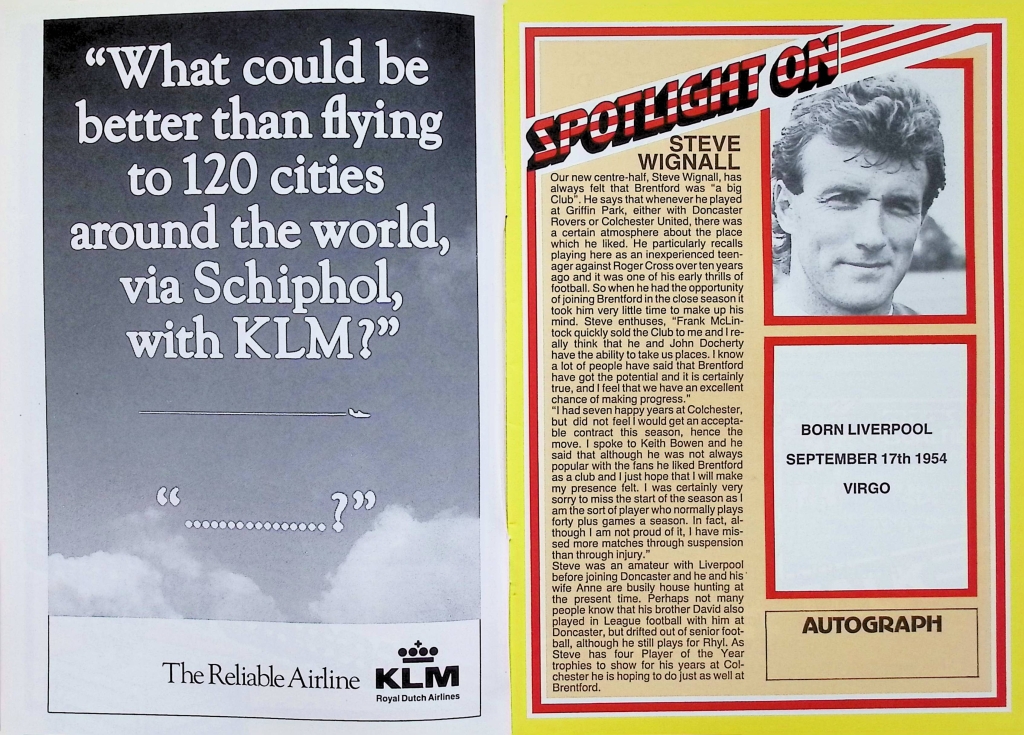 “What could be
better than flying
to 120 cities
around the world,
via Schiphol,
with KLM?”
“..............?”
The Reliable Airline
KLM
Royal Dutch Airlines
SPOTLIGHT ON
STEVE
WIGNALL
Our new centre-half, Steve Wignall, has
always felt that Brentford was “a big
Club”. He says that whenever he played
at Griffin Park, either with Doncaster
Rovers or Colchester United, there was
a certain atmosphere about the place
which he liked. He particularly recalls
playing here as an inexperienced teen-
ager against Roger Cross over ten years
ago and it was one of his early thrills of
football. So when he had the opportunity
of joining Brentford in the close season it
took him very little time to make up his
mind. Steve enthuses, “Frank McLin-
tock quickly sold the Club to me and I re-
ally think that he and John Docherty
have the ability to take us places. I know
a lot of people have said that Brentford
have got the potential and it is certainly
true, and I feel that we have an excellent
chance of making progress.”
“I had seven happy years at Colchester,
but did not feel I would get an accepta-
ble contract this season, hence the
move. I spoke to Keith Bowen and he
said that although he was not always
popular with the fans he liked Brentford
as a club and I just hope that I will make
my presence felt. I was certainly very
sorry to miss the start of the season as I
am the sort of player who normally plays
forty plus games a season. In fact, al-
though I am not proud of it, I have mis-
sed more matches through suspension
than through injury.”
Steve was an amateur with Liverpool
before joining Doncaster and he and his
wife Anne are busily house hunting at
the present time. Perhaps not many
people know that his brother David also
played in League football with him at
Doncaster, but drifted out of senior foot-
ball, although he still plays for Rhyl. As
Steve has four Player of the Year
trophies to show for his years at Col-
chester he is hoping to do just as well at
Brentford.
BORN LIVERPOOL
SEPTEMBER 17th 1954
VIRGO
AUTOGRAPH